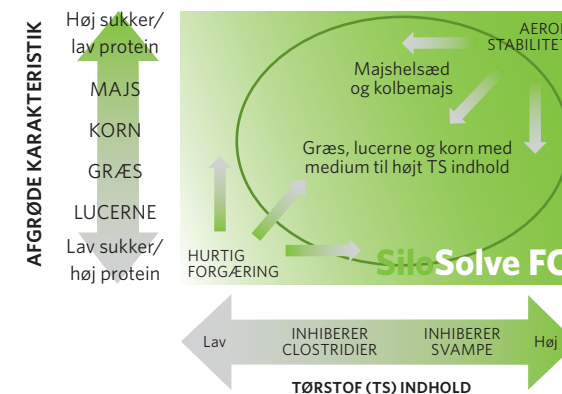 AFGRØDE KARAKTERISTIK
Høj sukker/
lav protein
MAJS
KORN
GRÆS
LUCERNE
Lav sukker/
høj protein
AEROB
STABILITET
Majshelsæd
og kolbemajs
Græs, lucerne og korn med
medium til højt TS indhold
HURTIG
FORGÆRING
SiloSolve FC
Lav
INHIBERER
CLOSTRIDIER
INHIBERER
SVAMPE
Høj
TØRSTOF (TS) INDHOLD